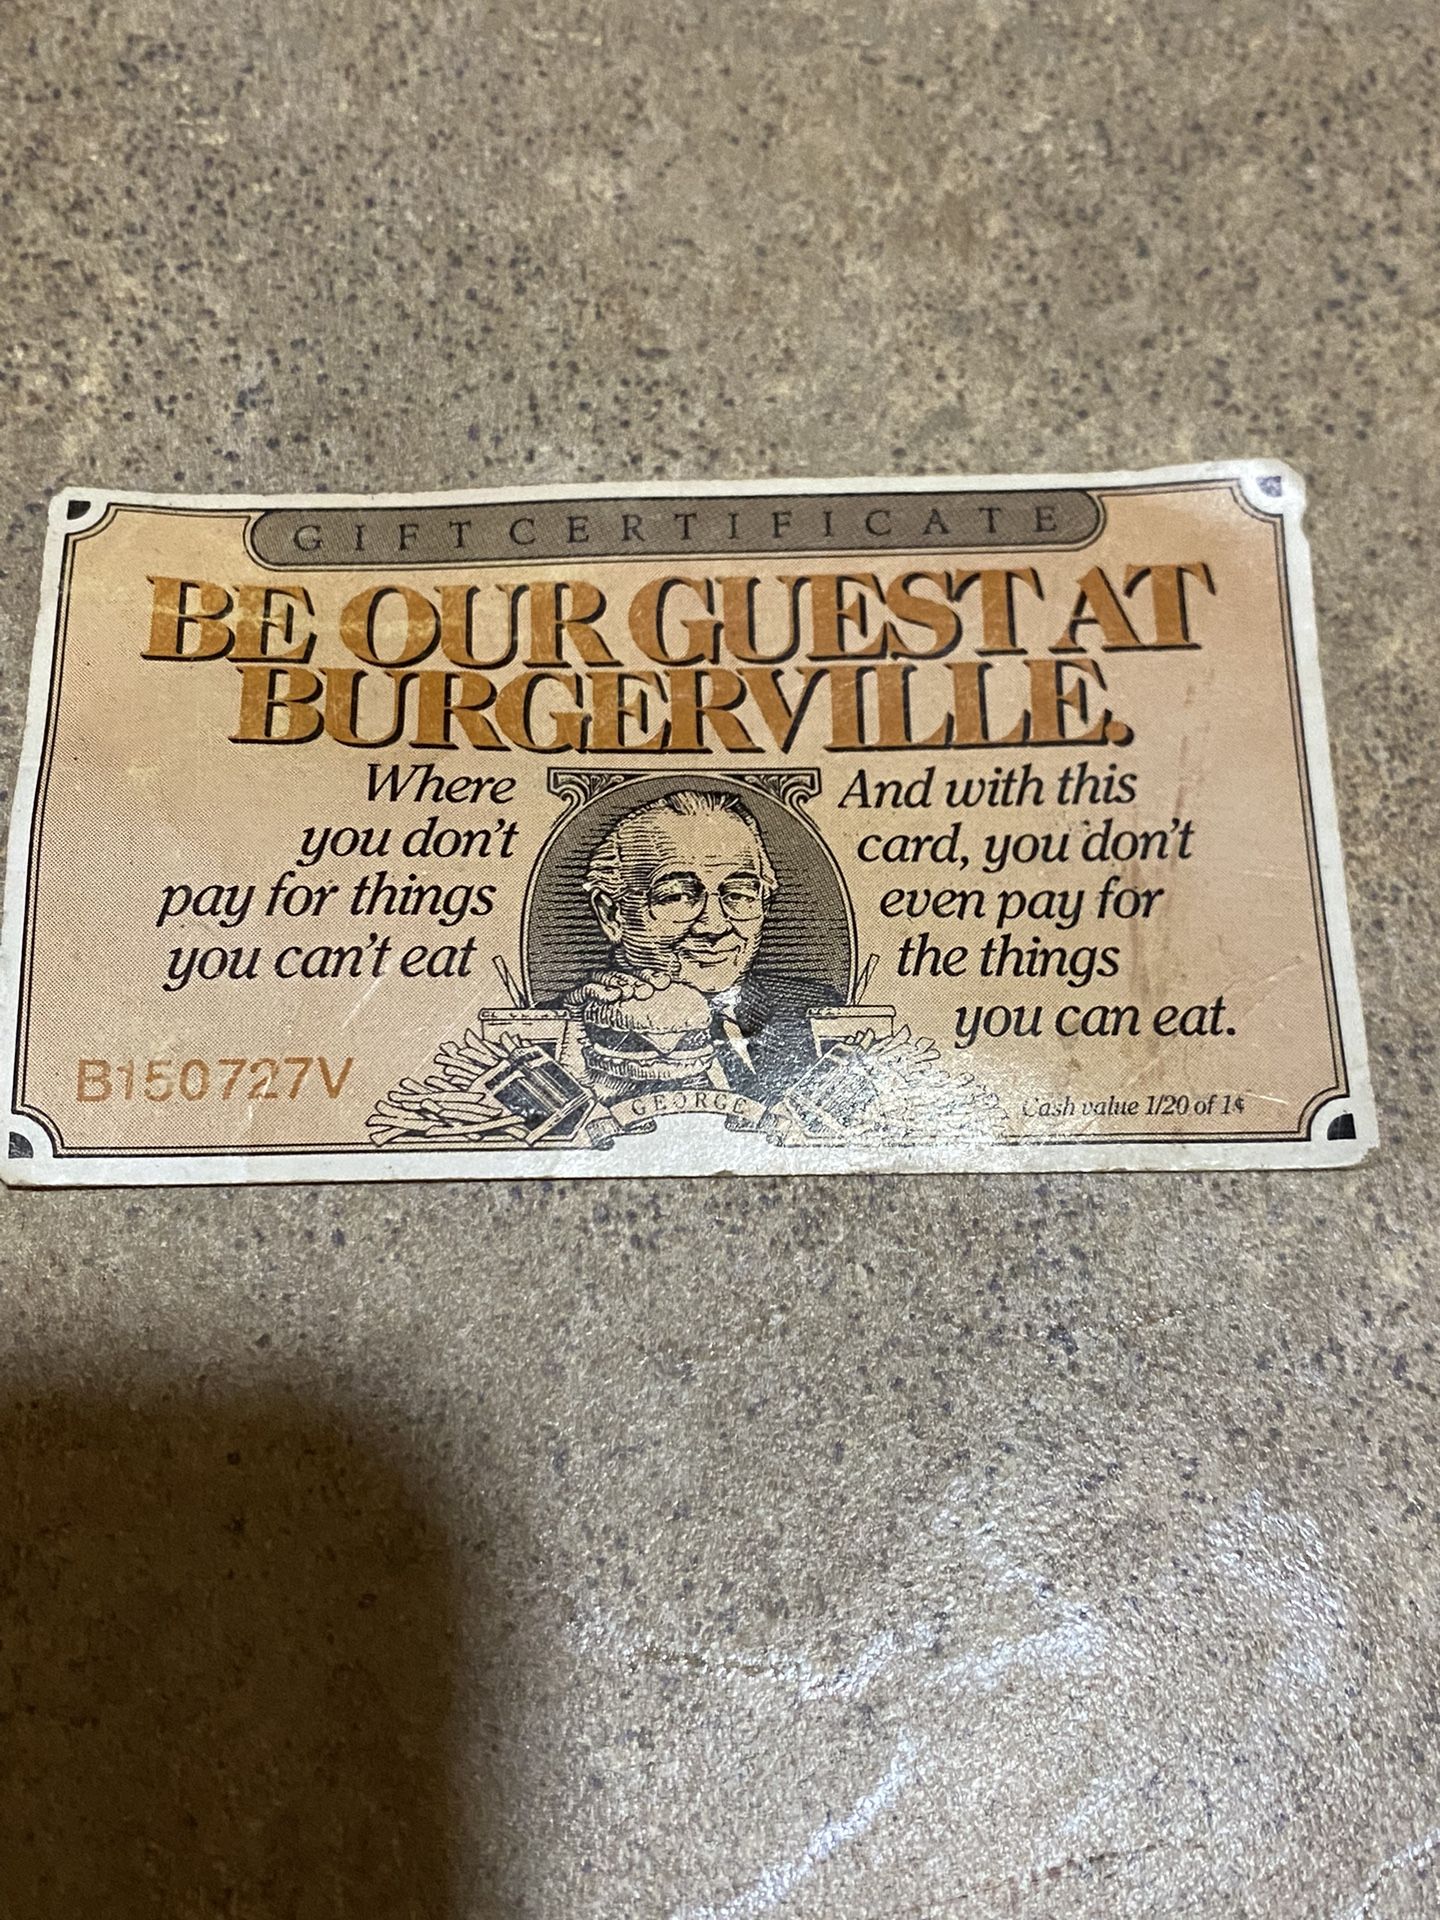 GIFT CERTIFICATE
BE OUR GUEST AT
BURGERVILLE.
Where
you don't
pay for things
you can't eat
And with this
card, you don't
even pay for
the things
you can eat.
B150727V
GEORGE
Cash value 1/20 of 1¢